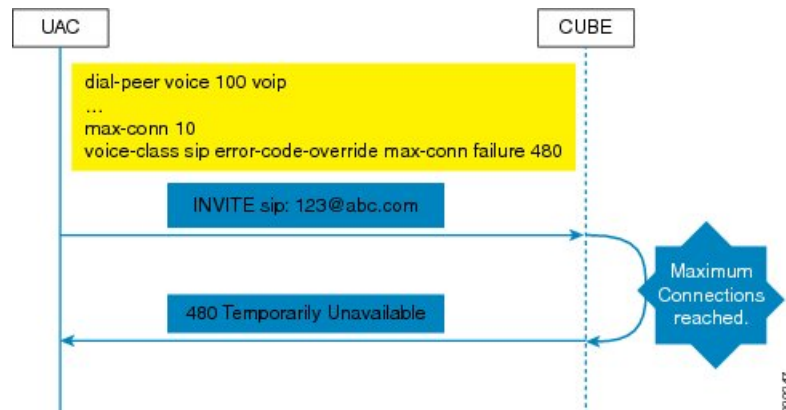 UAC
CUBE
dial-peer voice 100 voip
...
max-conn 10
voice-class sip error-code-override max-conn failure 480
INVITE sip: 123@abc.com
Maximum
Connections
reached.
480 Temporarily Unavailable